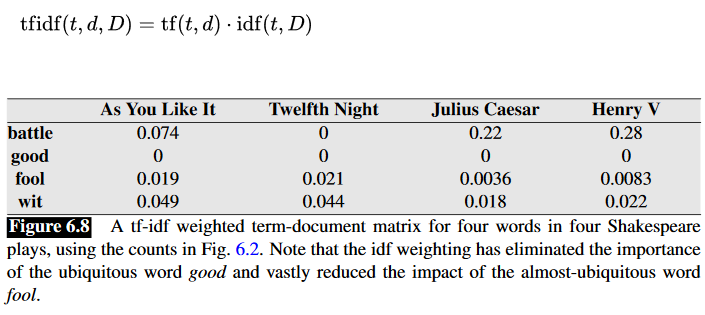 tfidf(t, d, D) = tf(t, d) · idf(t, D)
As You Like It Twelfth Night Julius Caesar Henry V
battle 0.074 0 0.22 0.28
good 0 0 0 0
fool 0.019 0.021 0.0036 0.0083
wit 0.049 0.044 0.018 0.022
Figure 6.8 A tf-idf weighted term-document matrix for four words in four Shakespeare
plays, using the counts in Fig. 6.2. Note that the idf weighting has eliminated the importance
of the ubiquitous word good and vastly reduced the impact of the almost-ubiquitous word
fool.